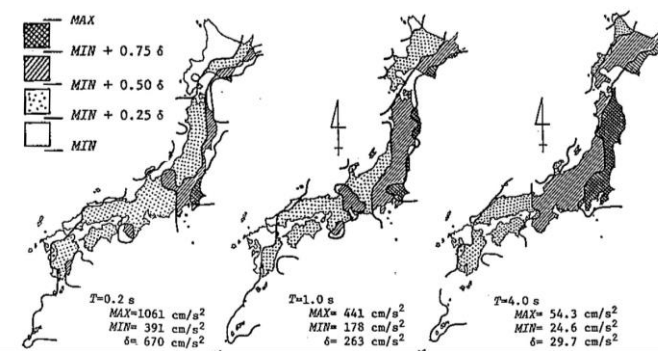 MAX
MIN + 0.75 δ
MIN + 0.50 δ
MIN + 0.25 δ
MIN
T=0.2 s
MAX=1061 cm/s²
MIN= 391 cm/s²
δ= 670 cm/s²
T=1.0 s
MAX= 441 cm/s²
MIN= 178 cm/s²
δ= 263 cm/s²
T=4.0 s
MAX= 54.3 cm/s²
MIN= 24.6 cm/s²
δ= 29.7 cm/s²